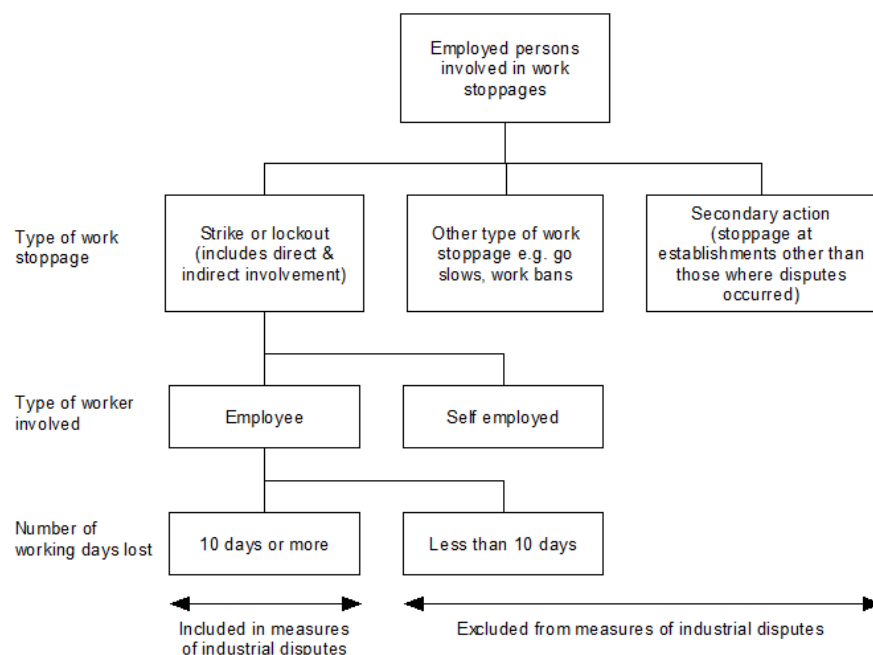 Employed persons
involved in work
stoppages
Type of work
stoppage
Strike or lockout
(includes direct &
indirect involvement)
Other type of work
stoppage e.g. go
slows, work bans
Secondary action
(stoppage at
establishments other than
those where disputes
occurred)
Type of worker
involved
Employee
Self employed
Number of
working days lost
10 days or more
Less than 10 days
Included in measures
of industrial disputes
Excluded from measures of industrial disputes